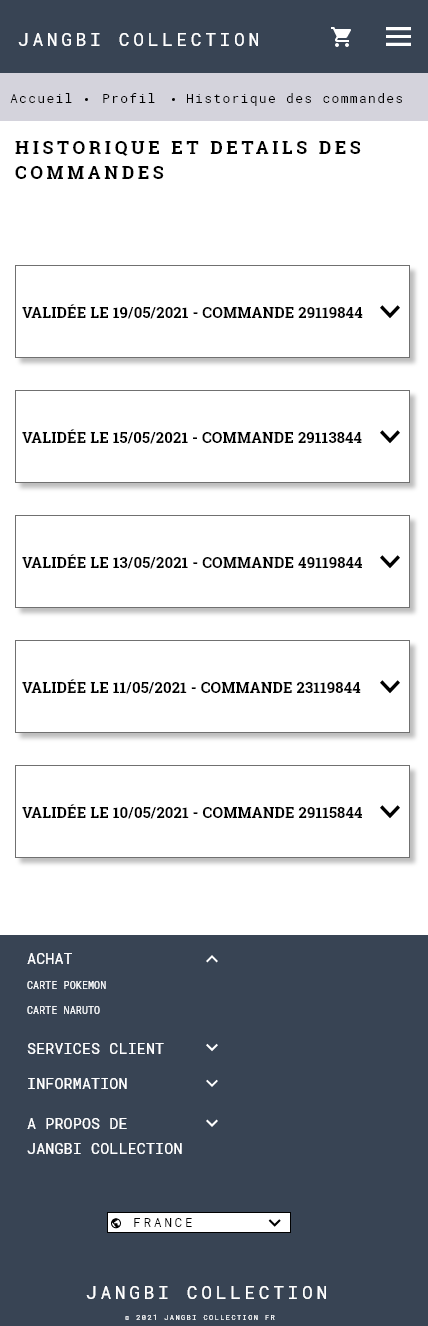 JANGBI COLLECTION
Accueil • Profil • Historique des commandes
HISTORIQUE ET DETAILS DES
COMMANDES
VALIDÉE LE 19/05/2021 - COMMANDE 29119844
VALIDÉE LE 15/05/2021 - COMMANDE 29113844
VALIDÉE LE 13/05/2021 - COMMANDE 49119844
VALIDÉE LE 11/05/2021 - COMMANDE 23119844
VALIDÉE LE 10/05/2021 - COMMANDE 29115844
ACHAT
CARTE POKEMON
CARTE NARUTO
SERVICES CLIENT
INFORMATION
A PROPOS DE
JANGBI COLLECTION
FRANCE
JANGBI COLLECTION
© 2021 JANGBI COLLECTION FR